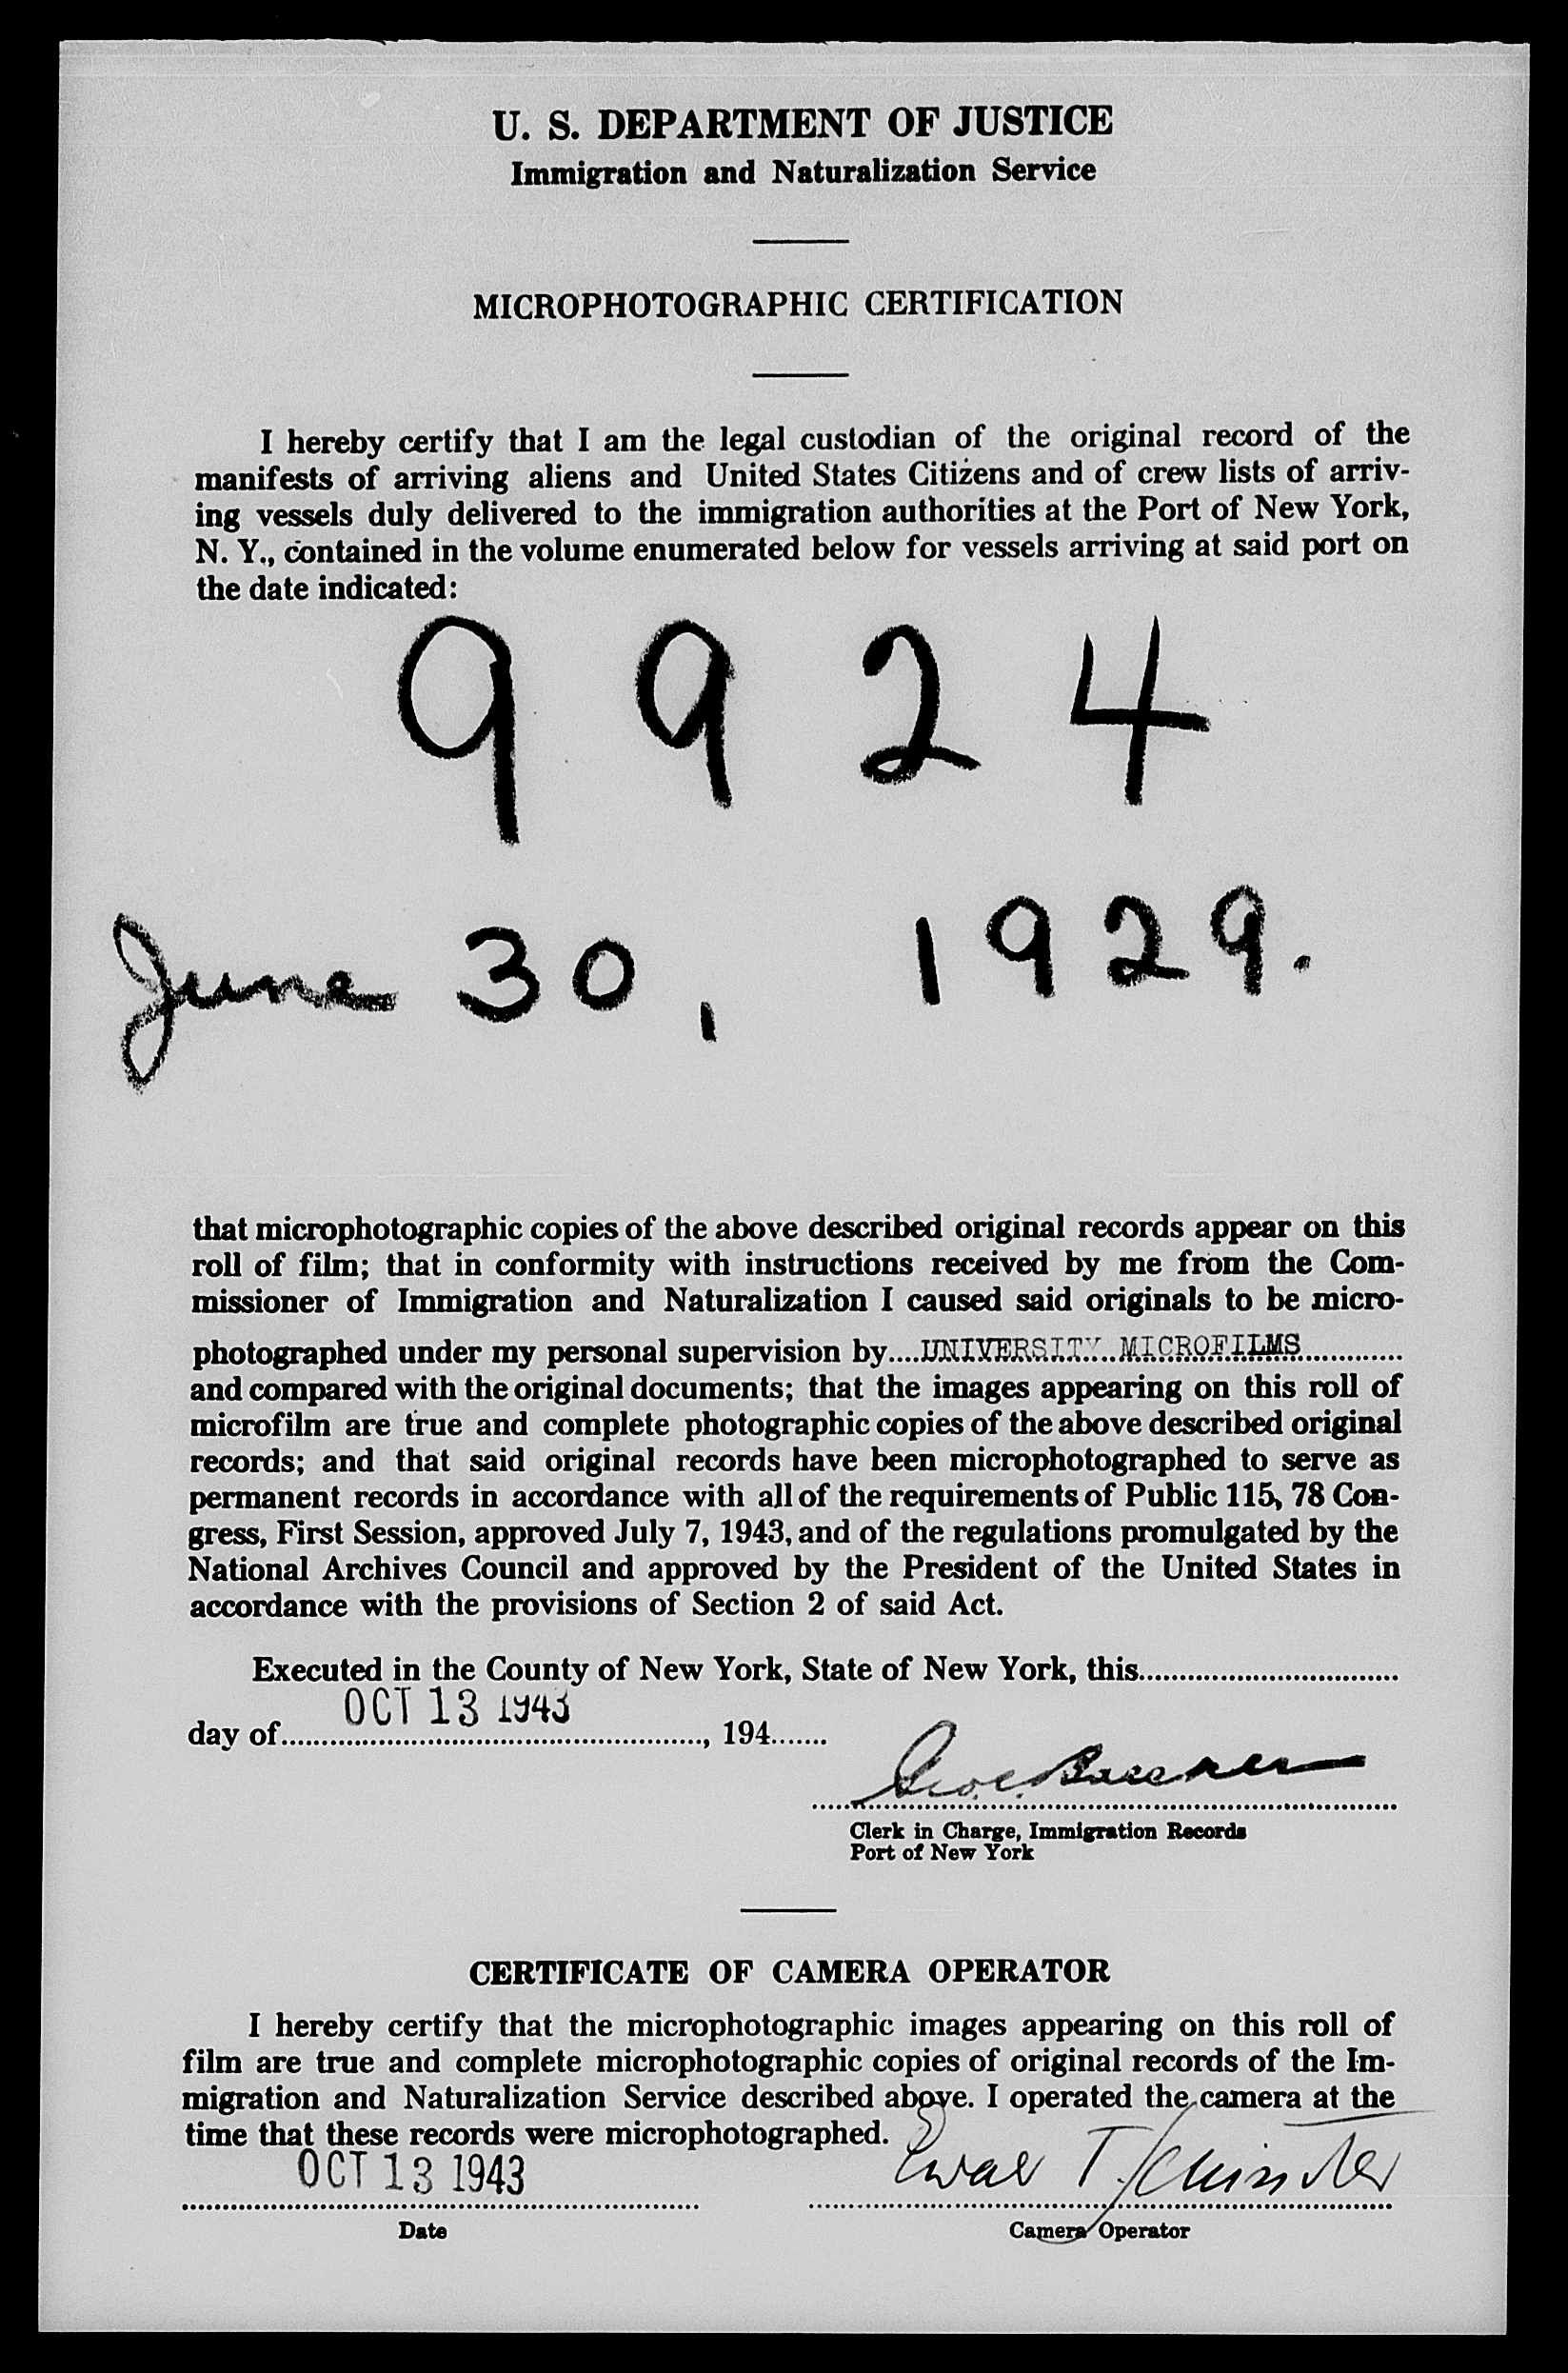 U. S. DEPARTMENT OF JUSTICE
Immigration and Naturalization Service
MICROPHOTOGRAPHIC CERTIFICATION
I hereby certify that I am the legal custodian of the original record of the
manifests of arriving aliens and United States Citizens and of crew lists of arriv-
ing vessels duly delivered to the immigration authorities at the Port of New York,
N. Y., contained in the volume enumerated below for vessels arriving at said port on
the date indicated:
9924
June 30, 1929.
that microphotographic copies of the above described original records appear on this
roll of film; that in conformity with instructions received by me from the Com-
missioner of Immigration and Naturalization I caused said originals to be micro-
photographed under my personal supervision by....UNIVERSITY MICROFILMS............
and compared with the original documents; that the images appearing on this roll of
microfilm are true and complete photographic copies of the above described original
records; and that said original records have been microphotographed to serve as
permanent records in accordance with all of the requirements of Public 115, 78 Con-
gress, First Session, approved July 7, 1943, and of the regulations promulgated by the
National Archives Council and approved by the President of the United States in
accordance with the provisions of Section 2 of said Act.
Executed in the County of New York, State of New York, this................................
OCT 13 1943
day of...................................................., 194.......
Clerk in Charge, Immigration Records
Port of New York
CERTIFICATE OF CAMERA OPERATOR
I hereby certify that the microphotographic images appearing on this roll of
film are true and complete microphotographic copies of original records of the Im-
migration and Naturalization Service described above. I operated the camera at the
time that these records were microphotographed.
OCT 13 1943
Date
Camera Operator